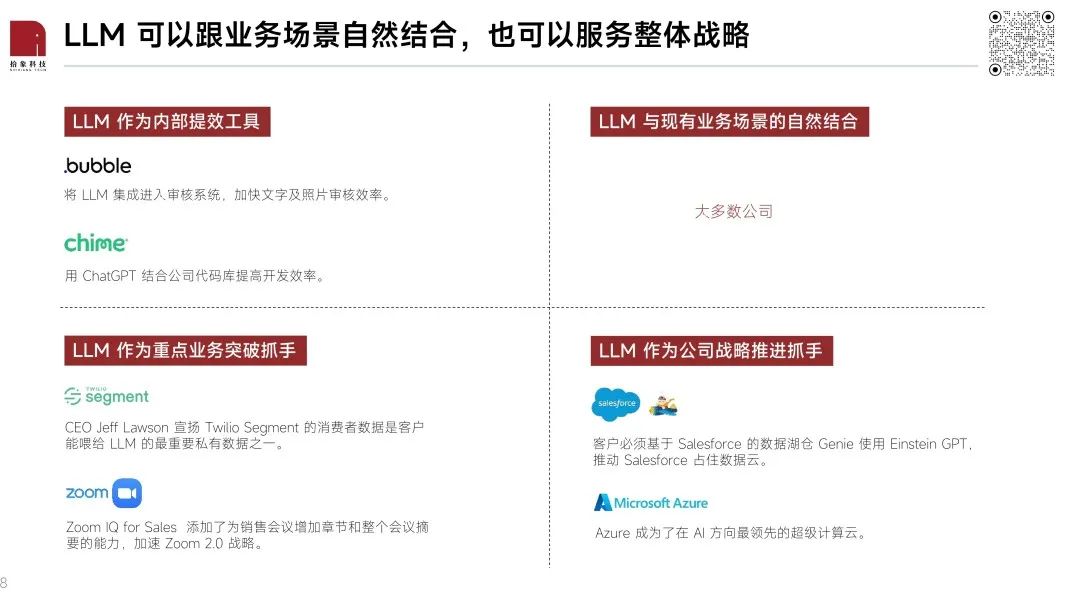 LLM 可以跟业务场景自然结合，也可以服务整体战略
拾象科技
LLM 作为内部提效工具
.bubble
将 LLM 集成进入审核系统，加快文字及照片审核效率。
chime
用 ChatGPT 结合公司代码库提高开发效率。
LLM 与现有业务场景的自然结合
大多数公司
LLM 作为重点业务突破抓手
TWILIO
segment
CEO Jeff Lawson 宣扬 Twilio Segment 的消费者数据是客户
能喂给 LLM 的最重要私有数据之一。
zoom
Zoom IQ for Sales 添加了为销售会议增加章节和整个会议摘
要的能力，加速 Zoom 2.0 战略。
LLM 作为公司战略推进抓手
salesforce
客户必须基于 Salesforce 的数据湖仓 Genie 使用 Einstein GPT，
推动 Salesforce 占住数据云。
Microsoft Azure
Azure 成为了在 AI 方向最领先的超级计算云。
8